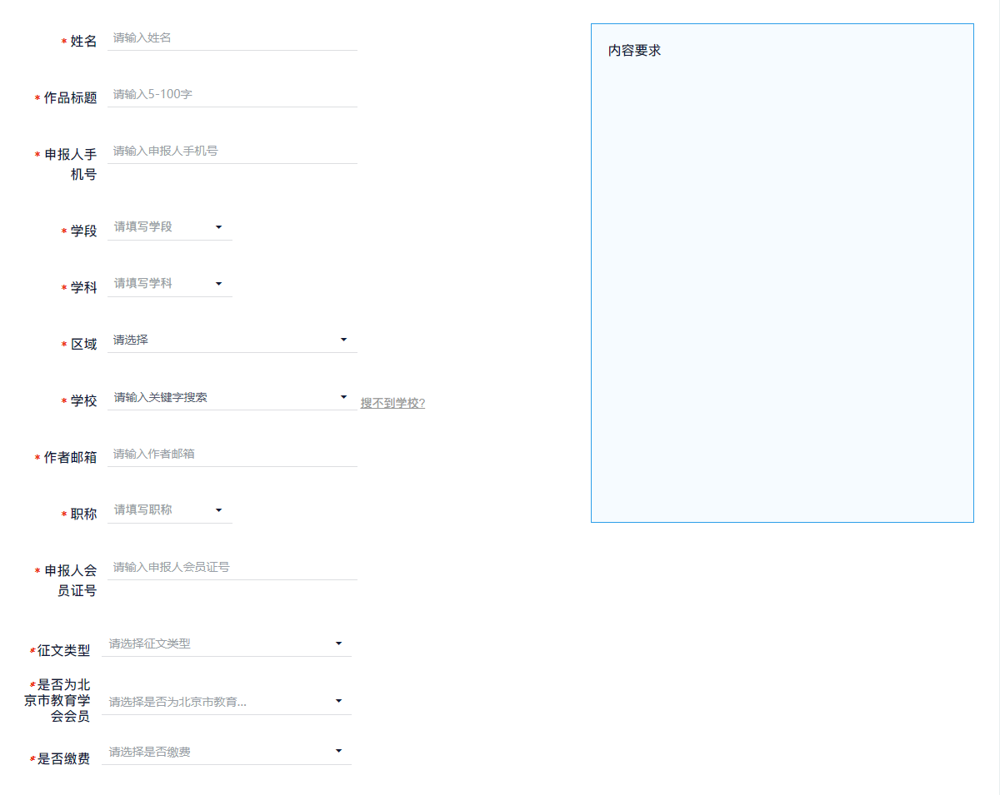 * 姓名 请输入姓名
内容要求
* 作品标题 请输入5-100字
* 申报人手 请输入申报人手机号
机号
* 学段 请填写学段
* 学科 请填写学科
* 区域 请选择
* 学校 请输入关键字搜索 搜不到学校?
* 作者邮箱 请输入作者邮箱
* 职称 请填写职称
* 申报人会 请输入申报人会员证号
员证号
*征文类型 请选择征文类型
*是否为北
京市教育学 请选择是否为北京市教育...
会会员
*是否缴费 请选择是否缴费